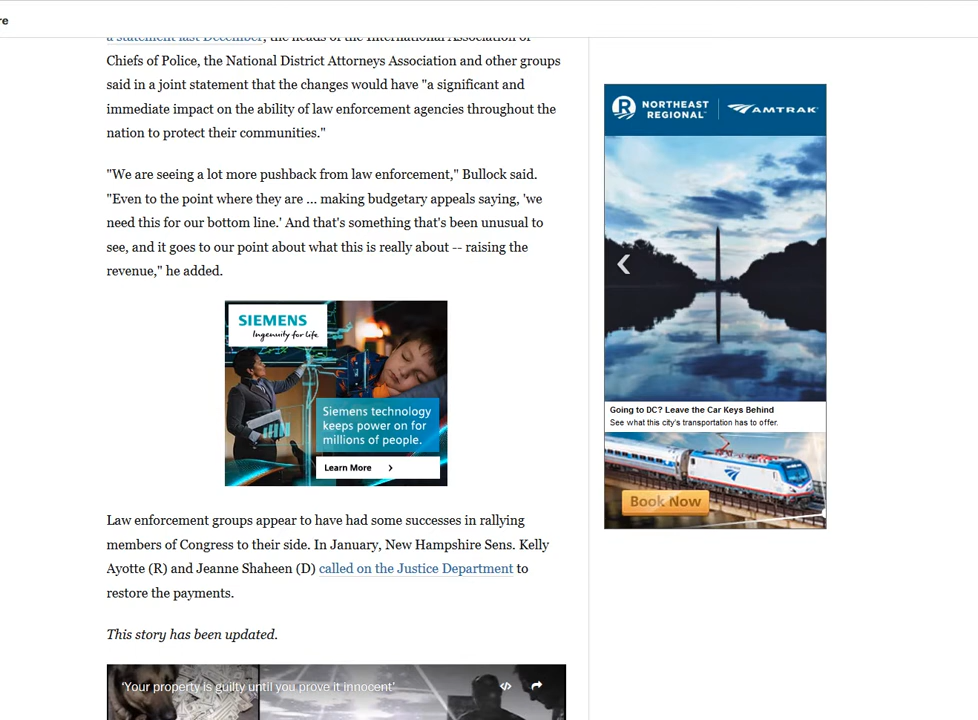 re
a statement last December, the heads of the International Association of
Chiefs of Police, the National District Attorneys Association and other groups
said in a joint statement that the changes would have "a significant and
immediate impact on the ability of law enforcement agencies throughout the
nation to protect their communities."
"We are seeing a lot more pushback from law enforcement," Bullock said.
"Even to the point where they are ... making budgetary appeals saying, 'we
need this for our bottom line.' And that's something that's been unusual to
see, and it goes to our point about what this is really about -- raising the
revenue," he added.
SIEMENS
Ingenuity for life
Siemens technology
keeps power on for
millions of people.
Learn More >
Law enforcement groups appear to have had some successes in rallying
members of Congress to their side. In January, New Hampshire Sens. Kelly
Ayotte (R) and Jeanne Shaheen (D) called on the Justice Department to
restore the payments.
This story has been updated.
'Your property is guilty until you prove it innocent'
R NORTHEAST
REGIONAL
AMTRAK
Going to DC? Leave the Car Keys Behind
See what this city's transportation has to offer.
Book Now